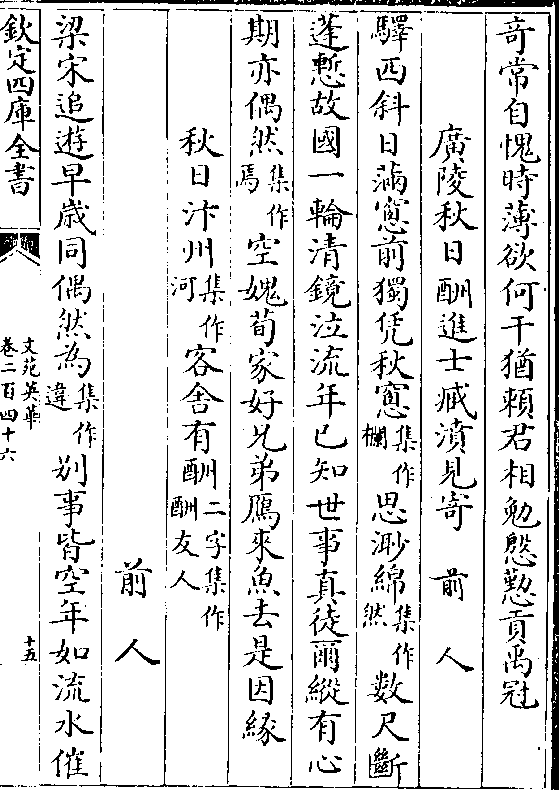 竒常自愧時薄欲何干猶頼君相勉慇懃貢禹冠
廣陵秋日酬進士臧濆見寄 前人
驛西斜日滿窻前獨凭秋窻集作欄思渺綿集作然數尺斷
蓬慙故國一輪清鏡泣流年已知世事真徒爾縱有心
期亦偶然集作焉空媿荀家好兄弟鴈來魚去是因縁
秋日汴州集作河客舍有酬二字集作酬友人
前人
梁宋追遊早歲同偶然為集作違别事皆空年如流水催
欽定四庫全書
文苑英華
卷二百四十六
十五